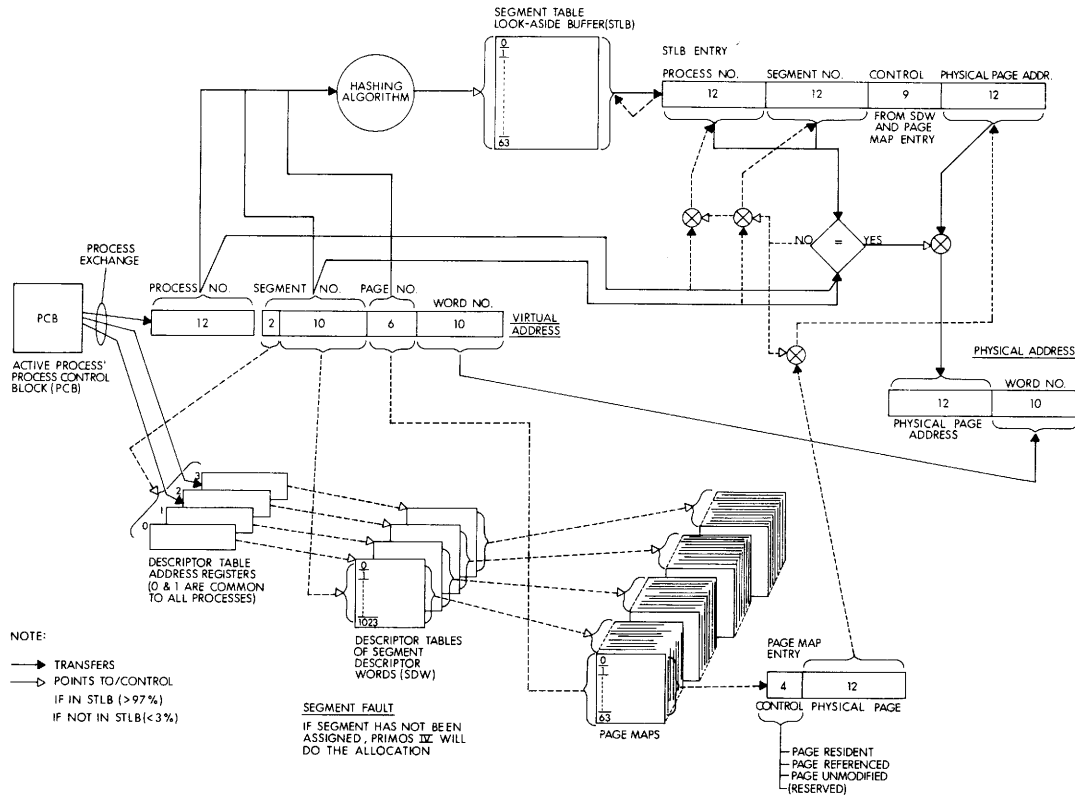 SEGMENT TABLE
LOOK-ASIDE BUFFER(STLB)
0
1
63
HASHING
ALGORITHM
STLB ENTRY
PROCESS NO.
SEGMENT NO.
CONTROL
PHYSICAL PAGE ADDR.
12
12
9
12
FROM SDW
AND PAGE
MAP ENTRY
NO
=
YES
PROCESS
EXCHANGE
PCB
ACTIVE PROCESS'
PROCESS CONTROL
BLOCK (PCB)
PROCESS NO.
SEGMENT NO.
PAGE NO.
WORD NO.
12
2
10
6
10
VIRTUAL
ADDRESS
PHYSICAL ADDRESS
WORD NO.
12
10
PHYSICAL PAGE
ADDRESS
3
2
1
0
DESCRIPTOR TABLE
ADDRESS REGISTERS
(0 & 1 ARE COMMON
TO ALL PROCESSES)
0
1
1023
DESCRIPTOR TABLES
OF SEGMENT
DESCRIPTOR
WORDS (SDW)
0
1
63
PAGE MAPS
PAGE MAP
ENTRY
4
12
CONTROL
PHYSICAL PAGE
PAGE RESIDENT
PAGE REFERENCED
PAGE UNMODIFIED
(RESERVED)
NOTE:
TRANSFERS
POINTS TO/CONTROL
IF IN STLB (>97%)
IF NOT IN STLB(<3%)
SEGMENT FAULT
IF SEGMENT HAS NOT BEEN
ASSIGNED, PRIMOS IV WILL
DO THE ALLOCATION